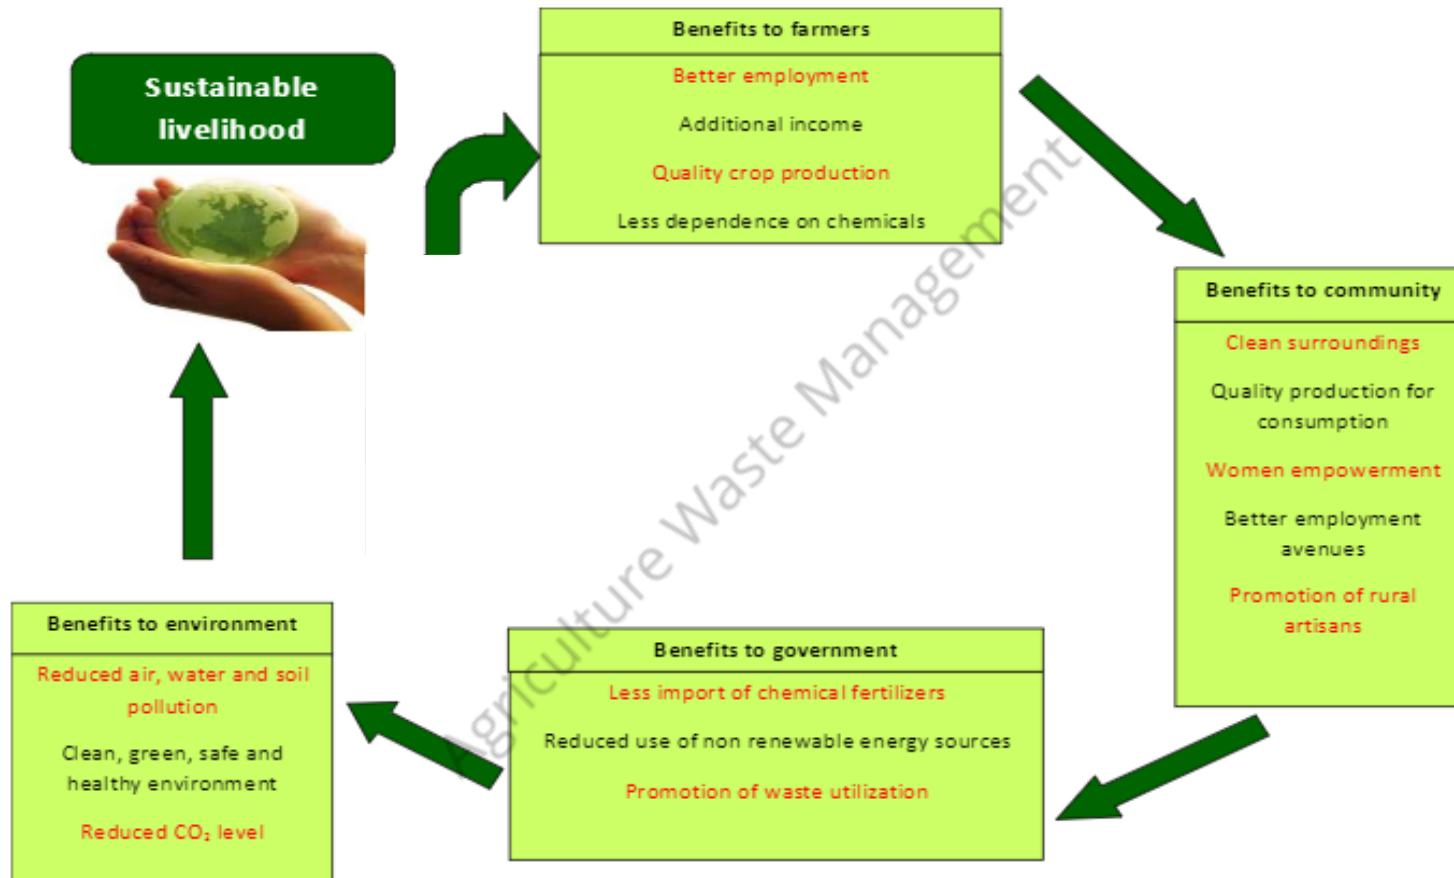 Sustainable
livelihood
Benefits to farmers
Better employment
Additional income
Quality crop production
Less dependence on chemicals
Benefits to community
Clean surroundings
Quality production for
consumption
Women empowerment
Better employment
avenues
Promotion of rural
artisans
Benefits to government
Less import of chemical fertilizers
Reduced use of non renewable energy sources
Promotion of waste utilization
Benefits to environment
Reduced air, water and soil
pollution
Clean, green, safe and
healthy environment
Reduced CO₂ level
Agriculture Waste Management